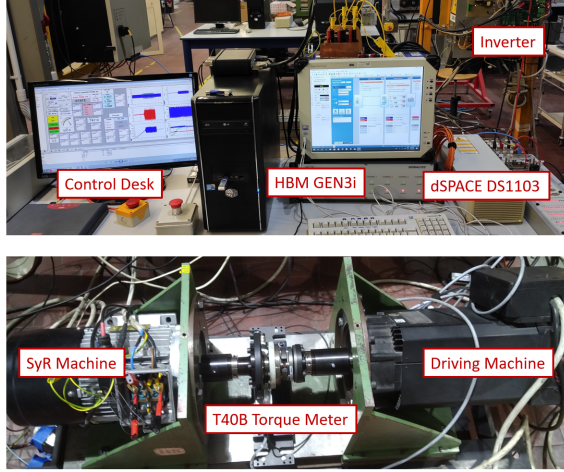 Inverter
Control Desk
HBM GEN3i
dSPACE DS1103
SyR Machine
Driving Machine
T40B Torque Meter